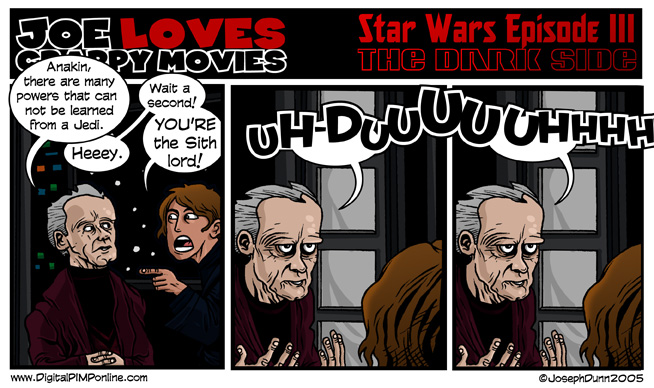 JOE LOVES
CRAPPY MOVIES
Star Wars Episode III
THE DARK SIDE
Anakin,
there are many
powers that can
not be learned
from a Jedi.
Heeey.
Wait a
second!
YOU'RE
the Sith
lord!
UH-DUUUUUUHHHH
www.DigitalPIMPonline.com
©JosephDunn2005